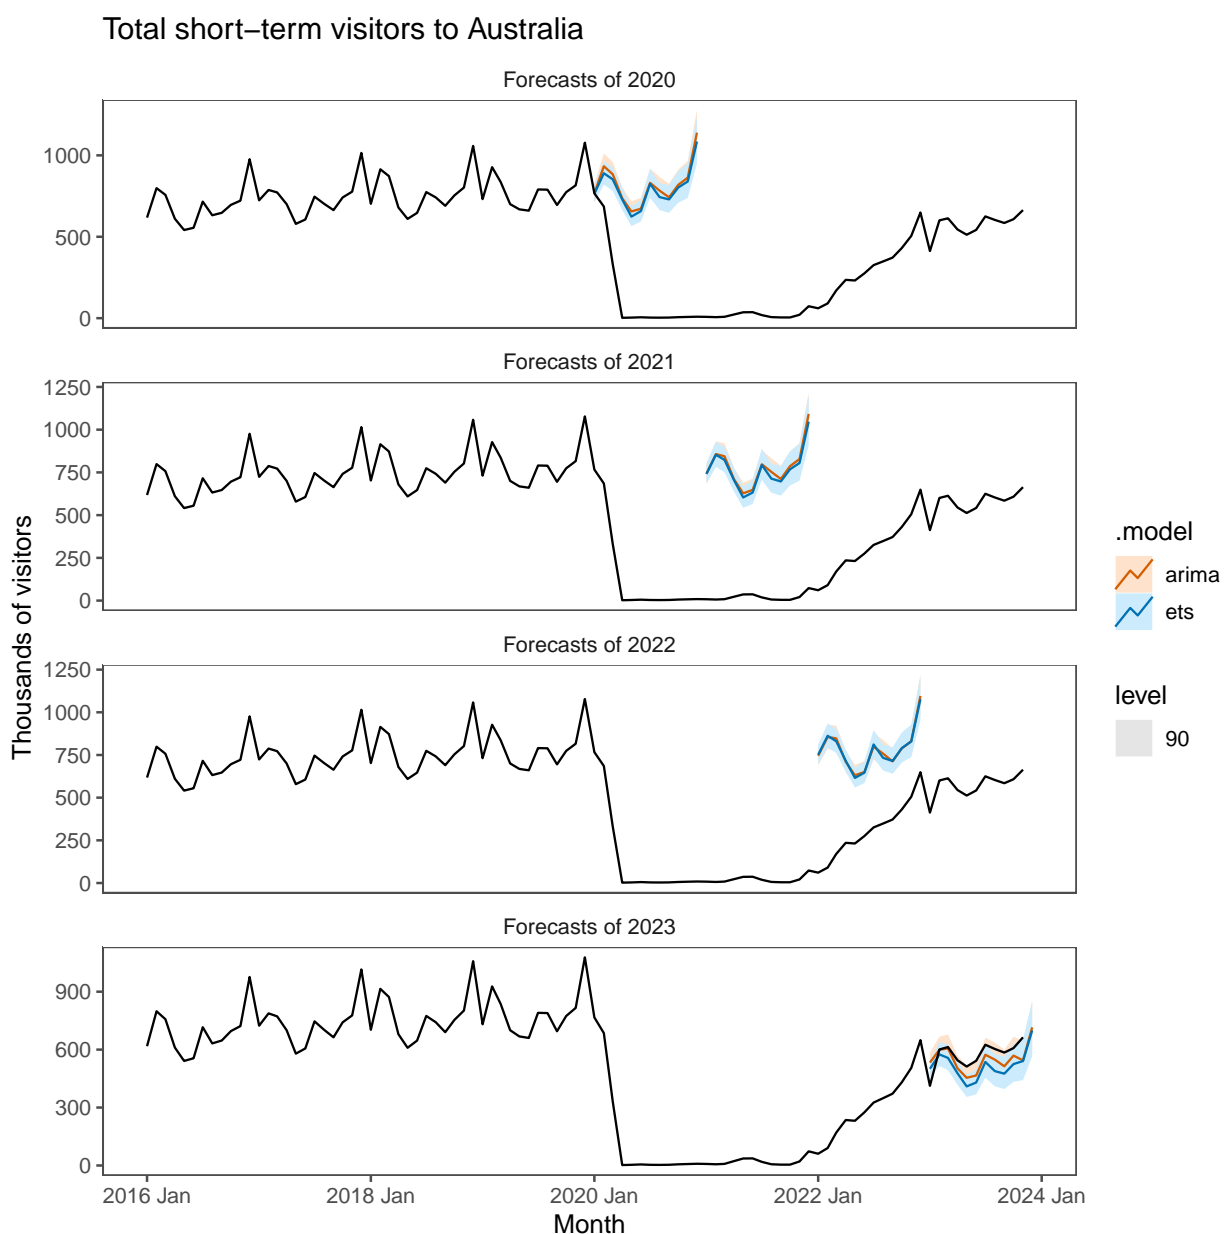 Total short−term visitors to Australia
Forecasts of 2020
1000
500
0
Forecasts of 2021
1250
1000
750
500
250
0
Forecasts of 2022
1250
1000
750
500
250
0
Forecasts of 2023
900
600
300
0
2016 Jan
2018 Jan
2020 Jan
2022 Jan
2024 Jan
Month
Thousands of visitors
.model
arima
ets
level
90